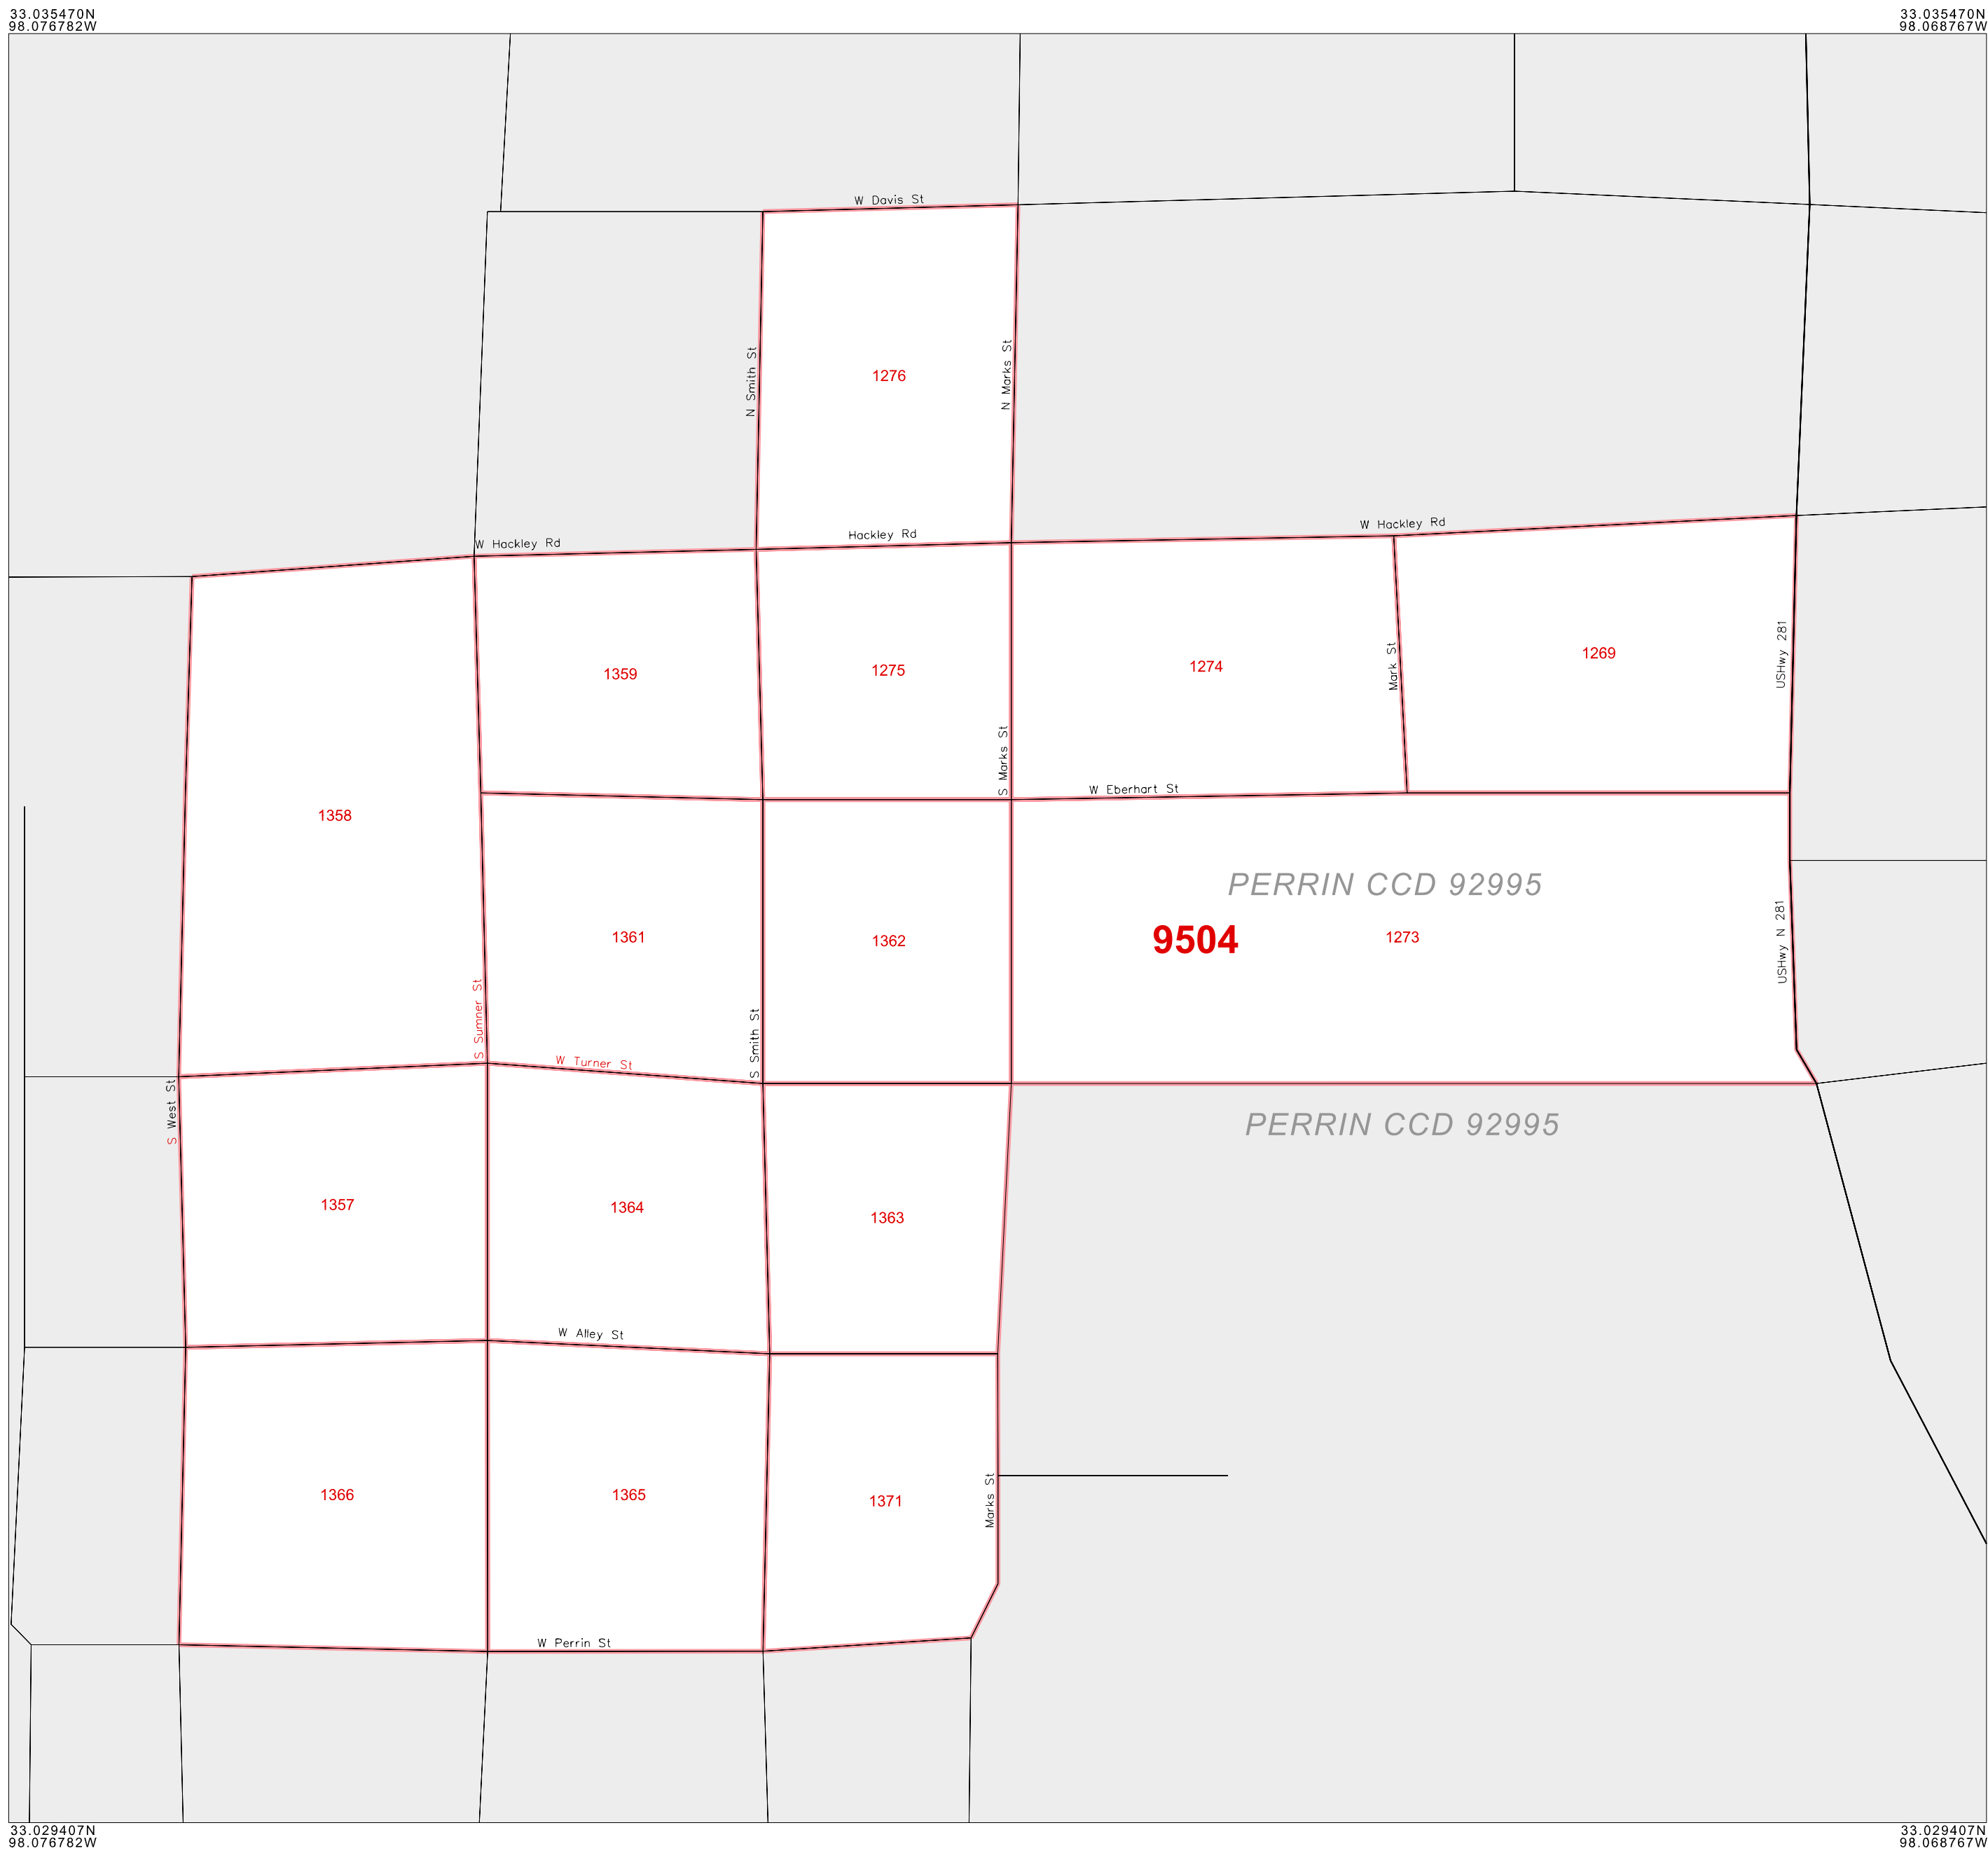 33.035470N
98.076782W
33.035470N
98.068767W
W Davis St
N Smith St
N Marks St
1276
W Hackley Rd
Hackley Rd
W Hackley Rd
1359
1275
1274
1269
Mark St
USHwy 281
S Marks St
W Eberhart St
1358
PERRIN CCD 92995
1361
1362
9504
1273
USHwy N 281
S Sumner St
W Turner St
S Smith St
S West St
PERRIN CCD 92995
1357
1364
1363
W Alley St
1366
1365
1371
Marks St
W Perrin St
33.029407N
98.076782W
33.029407N
98.068767W